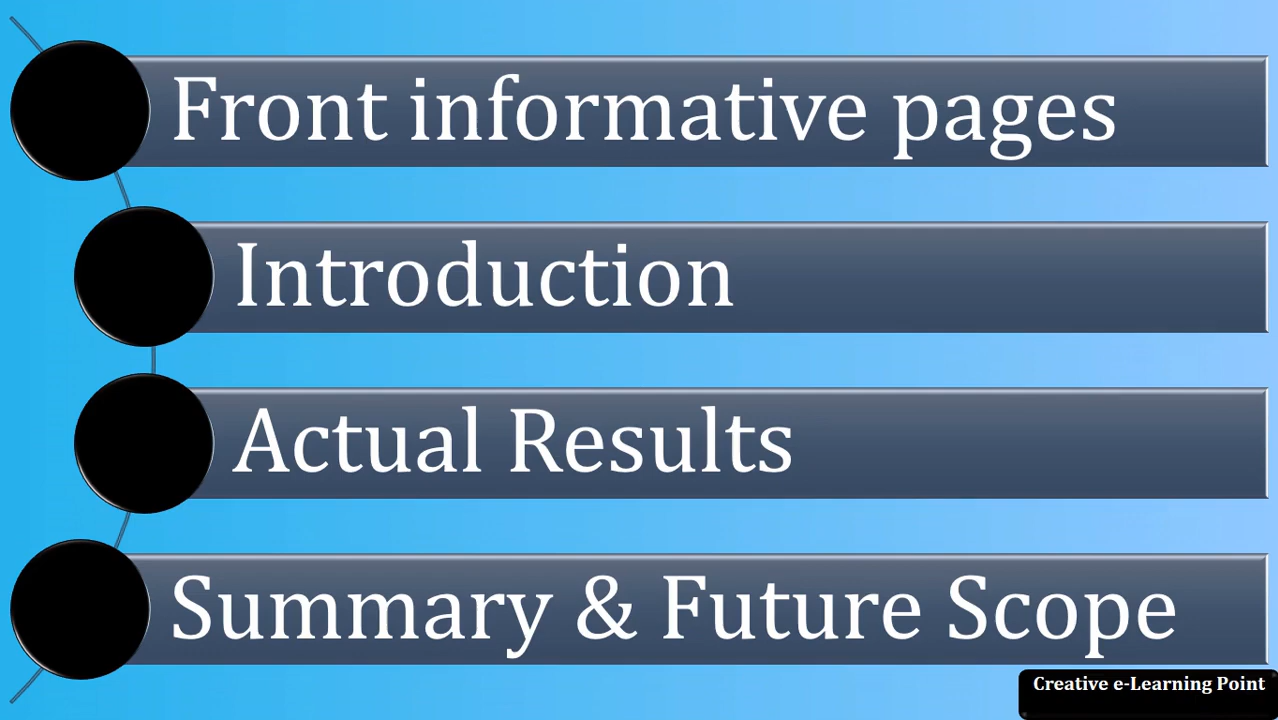 Front informative pages
Introduction
Actual Results
Summary & Future Scope
Creative e-Learning Point